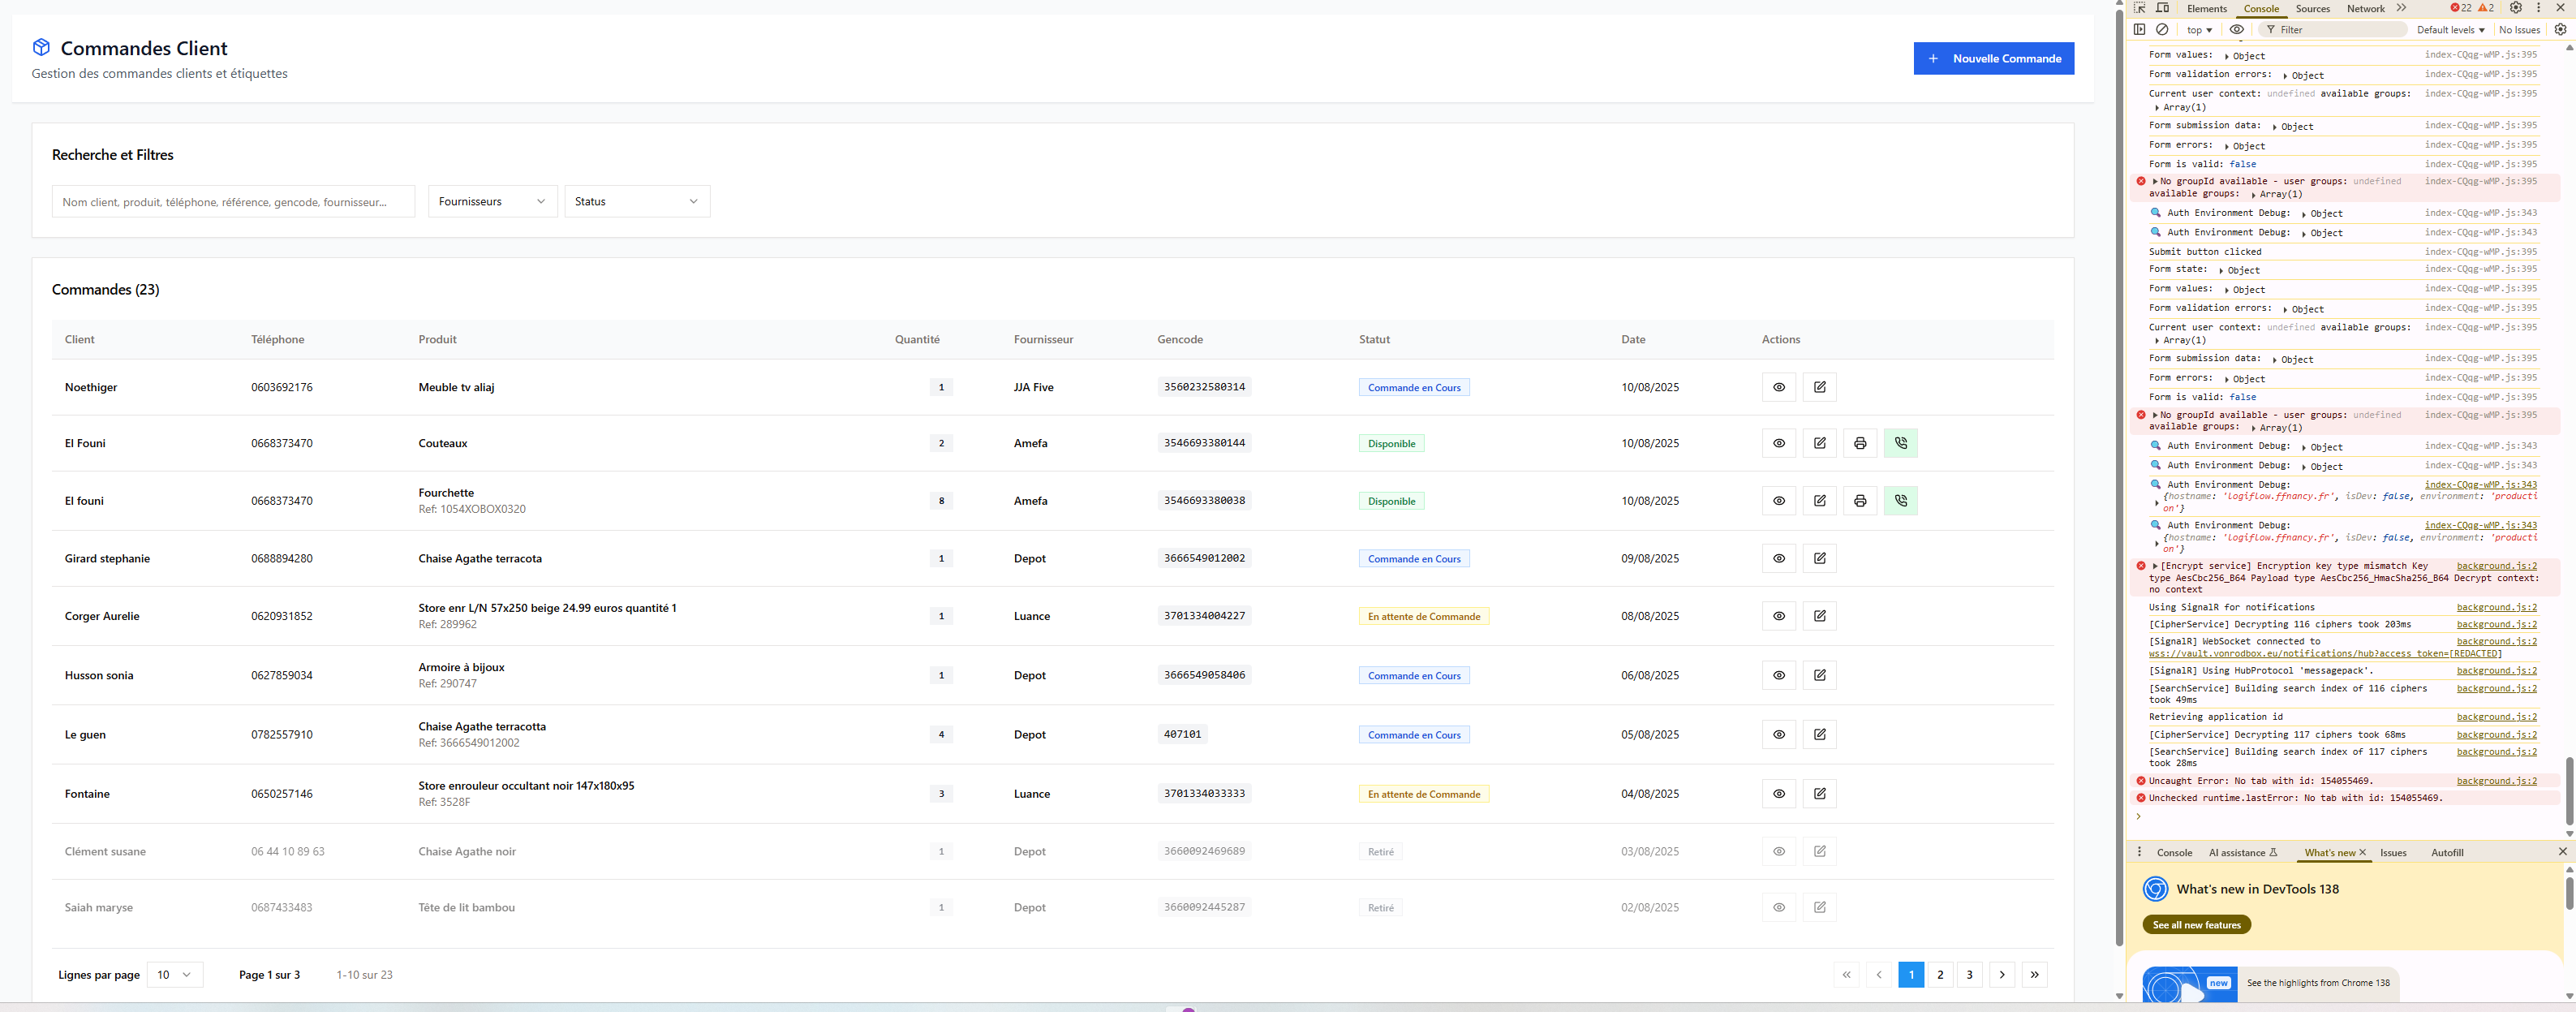 Commandes Client
Gestion des commandes clients et étiquettes
+ Nouvelle Commande
Recherche et Filtres
Nom client, produit, téléphone, référence, gencode, fournisseur...
Fournisseurs
Status
Commandes (23)
Client Téléphone Produit Quantité Fournisseur Gencode Statut Date Actions
Noethiger 0603692176 Meuble tv aliaj 1 JJA Five 3560232580314 Commande en Cours 10/08/2025
El Founi 0668373470 Couteaux 2 Amefa 3546693380144 Disponible 10/08/2025
El founi 0668373470 Fourchette 8 Amefa 3546693380038 Disponible 10/08/2025
Ref: 1054XOBOX0320
Girard stephanie 0688894280 Chaise Agathe terracota 1 Depot 3666549012002 Commande en Cours 09/08/2025
Corger Aurelie 0620931852 Store enr L/N 57x250 beige 24.99 euros quantité 1 1 Luance 3701334004227 En attente de Commande 08/08/2025
Ref: 289962
Husson sonia 0627859034 Armoire à bijoux 1 Depot 3666549058406 Commande en Cours 06/08/2025
Ref: 290747
Le guen 0782557910 Chaise Agathe terracotta 4 Depot 407101 Commande en Cours 05/08/2025
Ref: 3666549012002
Fontaine 0650257146 Store enrouleur occultant noir 147x180x95 3 Luance 3701334033333 En attente de Commande 04/08/2025
Ref: 3528F
Clément susane 06 44 10 89 63 Chaise Agathe noir 1 Depot 3660092469689 Retiré 03/08/2025
Saiah maryse 0687433483 Tête de lit bambou 1 Depot 3660092445287 Retiré 02/08/2025
Lignes par page 10 Page 1 sur 3 1-10 sur 23
« ‹ 1 2 3 › »
Elements Console Sources Network 22 2
top Filter Default levels No Issues
Form values: Object index-CQqg-wMP.js:395
Form validation errors: Object index-CQqg-wMP.js:395
Current user context: undefined available groups: index-CQqg-wMP.js:395
Array(1)
Form submission data: Object index-CQqg-wMP.js:395
Form errors: Object index-CQqg-wMP.js:395
Form is valid: false index-CQqg-wMP.js:395
No groupId available - user groups: undefined index-CQqg-wMP.js:395
available groups: Array(1)
Auth Environment Debug: Object index-CQqg-wMP.js:343
Auth Environment Debug: Object index-CQqg-wMP.js:343
Submit button clicked index-CQqg-wMP.js:395
Form state: Object index-CQqg-wMP.js:395
Form values: Object index-CQqg-wMP.js:395
Form validation errors: Object index-CQqg-wMP.js:395
Current user context: undefined available groups: index-CQqg-wMP.js:395
Array(1)
Form submission data: Object index-CQqg-wMP.js:395
Form errors: Object index-CQqg-wMP.js:395
Form is valid: false index-CQqg-wMP.js:395
No groupId available - user groups: undefined index-CQqg-wMP.js:395
available groups: Array(1)
Auth Environment Debug: Object index-CQqg-wMP.js:343
Auth Environment Debug: Object index-CQqg-wMP.js:343
Auth Environment Debug: index-CQqg-wMP.js:343
{hostname: 'logiflow.ffnancy.fr', isDev: false, environment: 'producti
on'}
Auth Environment Debug: index-CQqg-wMP.js:343
{hostname: 'logiflow.ffnancy.fr', isDev: false, environment: 'producti
on'}
[Encrypt service] Encryption key type mismatch Key background.js:2
type AesCbc256_B64 Payload type AesCbc256_HmacSha256_B64 Decrypt context:
no context
Using SignalR for notifications background.js:2
[CipherService] Decrypting 116 ciphers took 203ms background.js:2
[SignalR] WebSocket connected to background.js:2
wss://vault.vonrodbox.eu/notifications/hub?access_token=[REDACTED]
[SignalR] Using HubProtocol 'messagepack'. background.js:2
[SearchService] Building search index of 116 ciphers background.js:2
took 49ms
Retrieving application id background.js:2
[CipherService] Decrypting 117 ciphers took 68ms background.js:2
[SearchService] Building search index of 117 ciphers background.js:2
took 28ms
Uncaught Error: No tab with id: 154055469. background.js:2
Unchecked runtime.lastError: No tab with id: 154055469.
Console AI assistance What's new Issues Autofill
What's new in DevTools 138
See all new features
new
See the highlights from Chrome 138